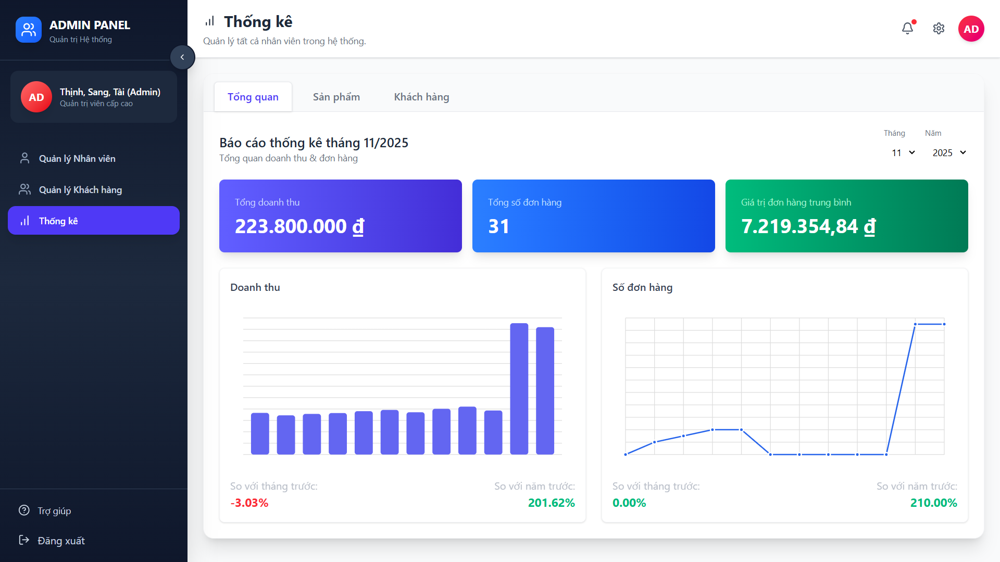 ADMIN PANEL
Quản trị Hệ thống
AD
Thịnh, Sang, Tài (Admin)
Quản trị viên cấp cao
Quản lý Nhân viên
Quản lý Khách hàng
Thống kê
Trợ giúp
Đăng xuất
Thống kê
Quản lý tất cả nhân viên trong hệ thống.
AD
Tổng quan
Sản phẩm
Khách hàng
Báo cáo thống kê tháng 11/2025
Tổng quan doanh thu & đơn hàng
Tháng
Năm
11
2025
Tổng doanh thu
223.800.000 ₫
Tổng số đơn hàng
31
Giá trị đơn hàng trung bình
7.219.354,84 ₫
Doanh thu
So với tháng trước:
-3.03%
So với năm trước:
201.62%
Số đơn hàng
So với tháng trước:
0.00%
So với năm trước:
210.00%